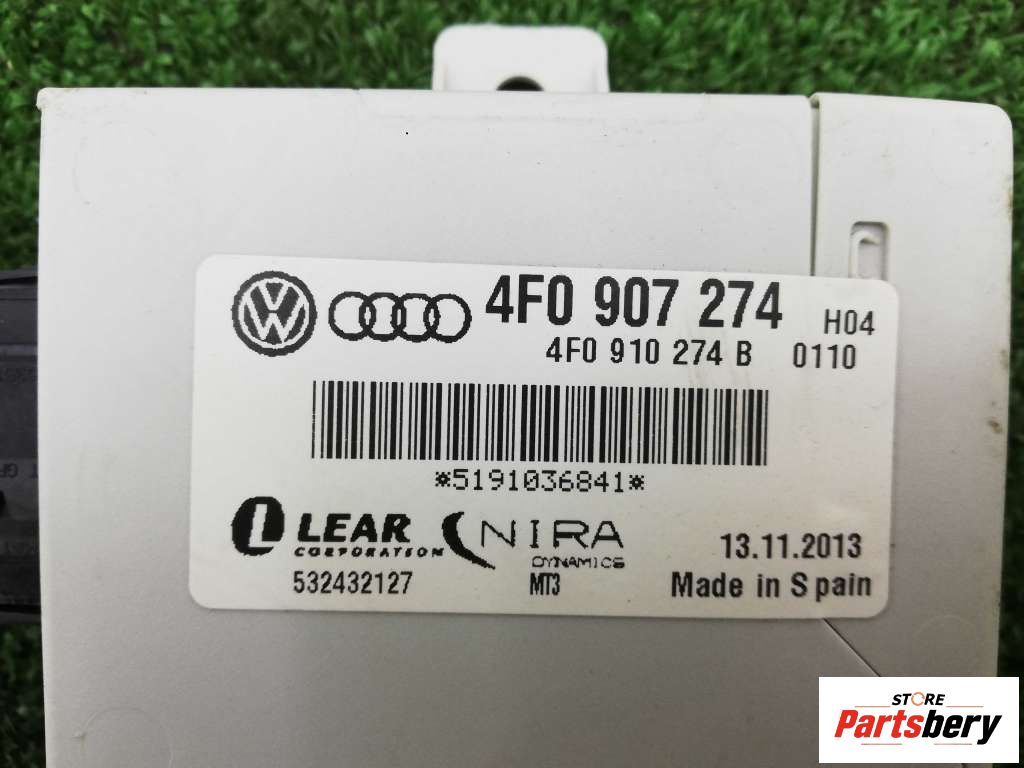 VW 4F0 907 274 H04
4F0 910 274 B 0110
*5191036841*
LEAR
CORPORATION
NIRA
DYNAMICS
13.11.2013
532432127 MT3 Made in Spain
STORE
Partsbery